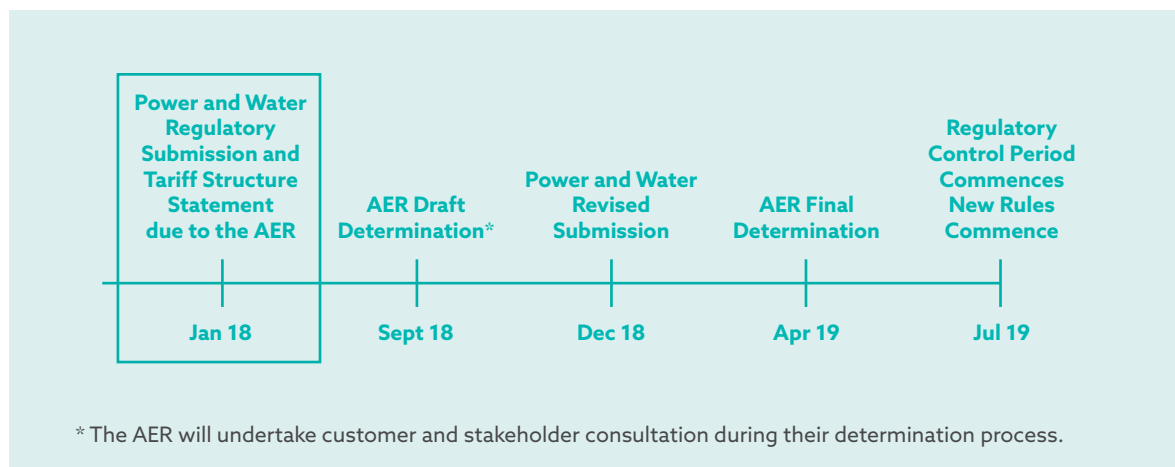 Power and Water
Regulatory
Submission and
Tariff Structure
Statement
due to the AER
AER Draft
Determination*
Power and Water
Revised
Submission
AER Final
Determination
Regulatory
Control Period
Commences
New Rules
Commence
Jan 18
Sept 18
Dec 18
Apr 19
Jul 19
* The AER will undertake customer and stakeholder consultation during their determination process.